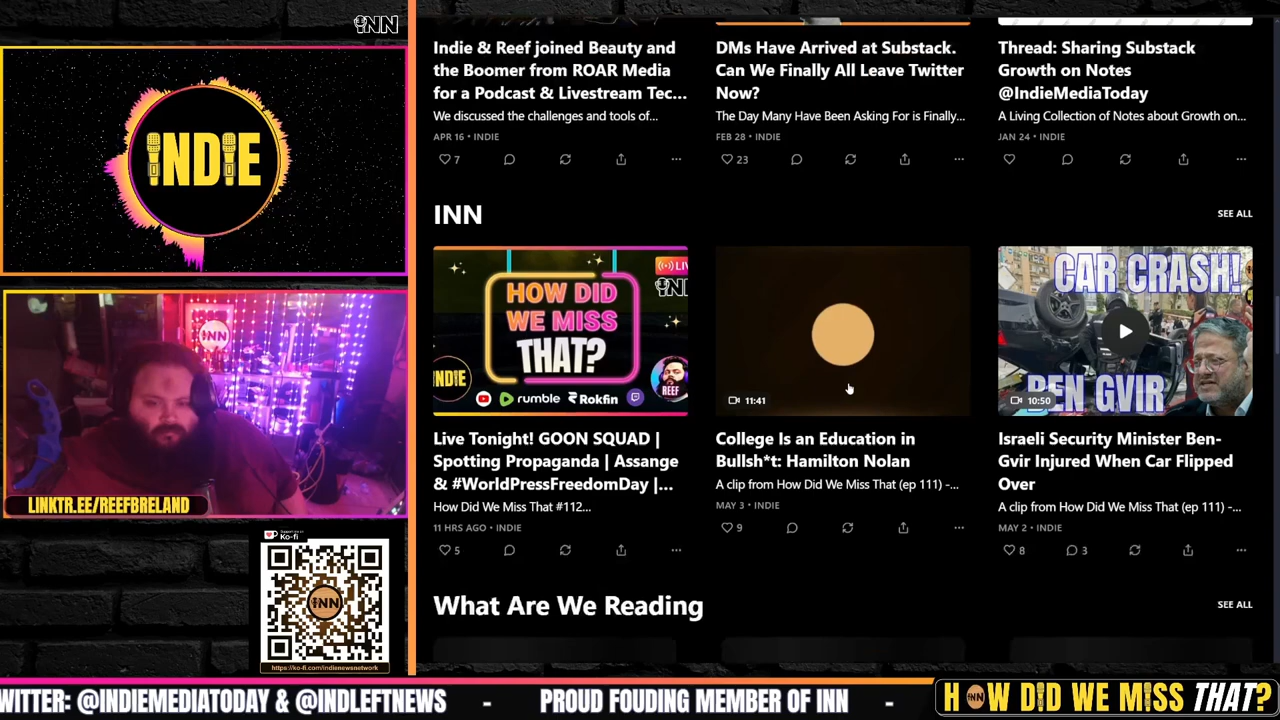 INN
INDIE
INN
LINKTR.EE/REEFBRELAND
Ko-fi
INN
https://ko-fi.com/indienewsnetwork
Indie & Reef joined Beauty and
the Boomer from ROAR Media
for a Podcast & Livestream Tec...
We discussed the challenges and tools of...
APR 16 • INDIE
7
DMs Have Arrived at Substack.
Can We Finally All Leave Twitter
Now?
The Day Many Have Been Asking For is Finally...
FEB 28 • INDIE
23
Thread: Sharing Substack
Growth on Notes
@IndieMediaToday
A Living Collection of Notes about Growth on...
JAN 24 • INDIE
INN
SEE ALL
HOW DID
WE MISS
THAT?
INDIE
REEF
rumble
Rokfin
Live Tonight! GOON SQUAD |
Spotting Propaganda | Assange
& #WorldPressFreedomDay |...
How Did We Miss That #112...
11 HRS AGO • INDIE
5
11:41
College Is an Education in
Bullsh*t: Hamilton Nolan
A clip from How Did We Miss That (ep 111) -...
MAY 3 • INDIE
9
CAR CRASH!
BEN GVIR
10:50
Israeli Security Minister Ben-
Gvir Injured When Car Flipped
Over
A clip from How Did We Miss That (ep 111) -...
MAY 2 • INDIE
8
3
What Are We Reading
SEE ALL
WITTER: @INDIEMEDIATODAY & @INDLEFTNEWS - PROUD FOUDING MEMBER OF INN -
HOW DID WE MISS THAT?